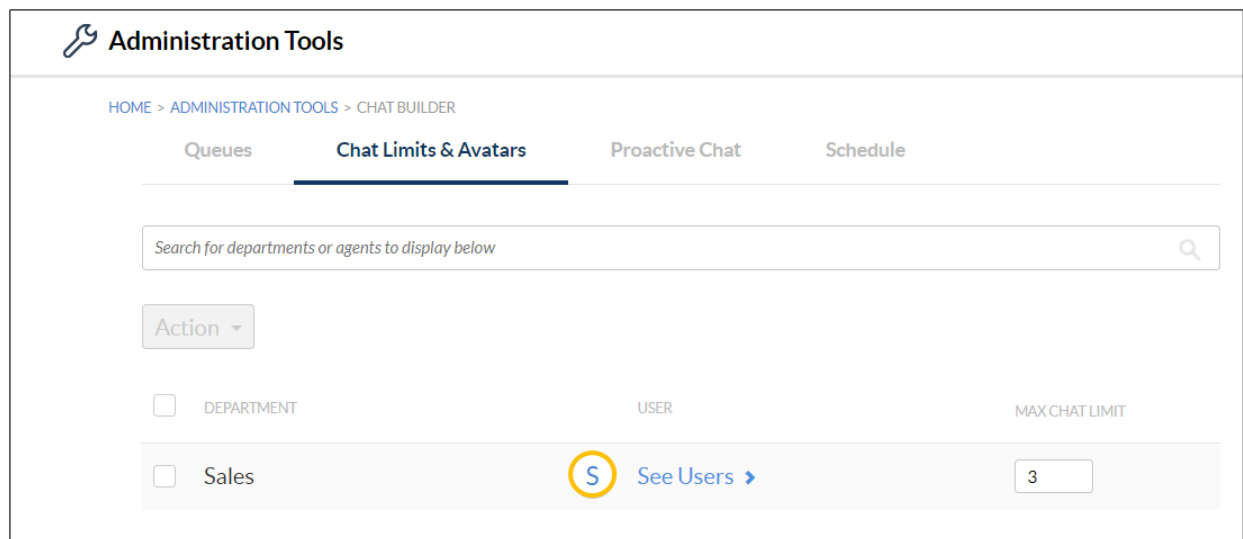 Administration Tools
HOME > ADMINISTRATION TOOLS > CHAT BUILDER
Queues Chat Limits & Avatars Proactive Chat Schedule
Search for departments or agents to display below
Action
DEPARTMENT USER MAX CHAT LIMIT
Sales S See Users > 3